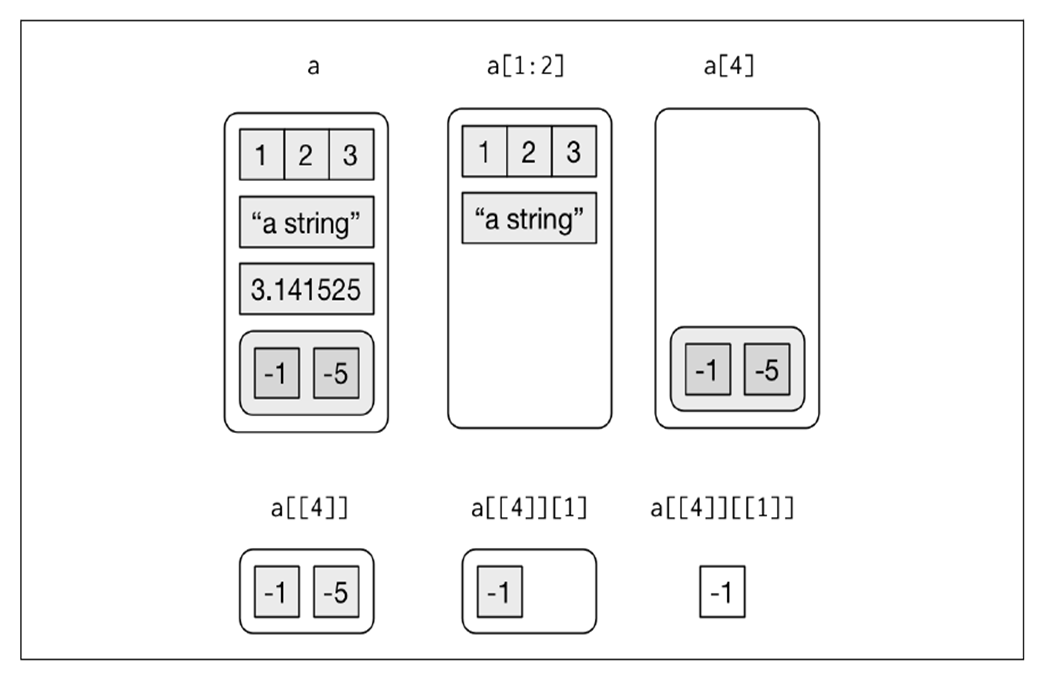 a a[1:2] a[4]
1 2 3 1 2 3
“a string” “a string”
3.141525
-1 -5 -1 -5
a[[4]] a[[4]][1] a[[4]][[1]]
-1 -5 -1 -1